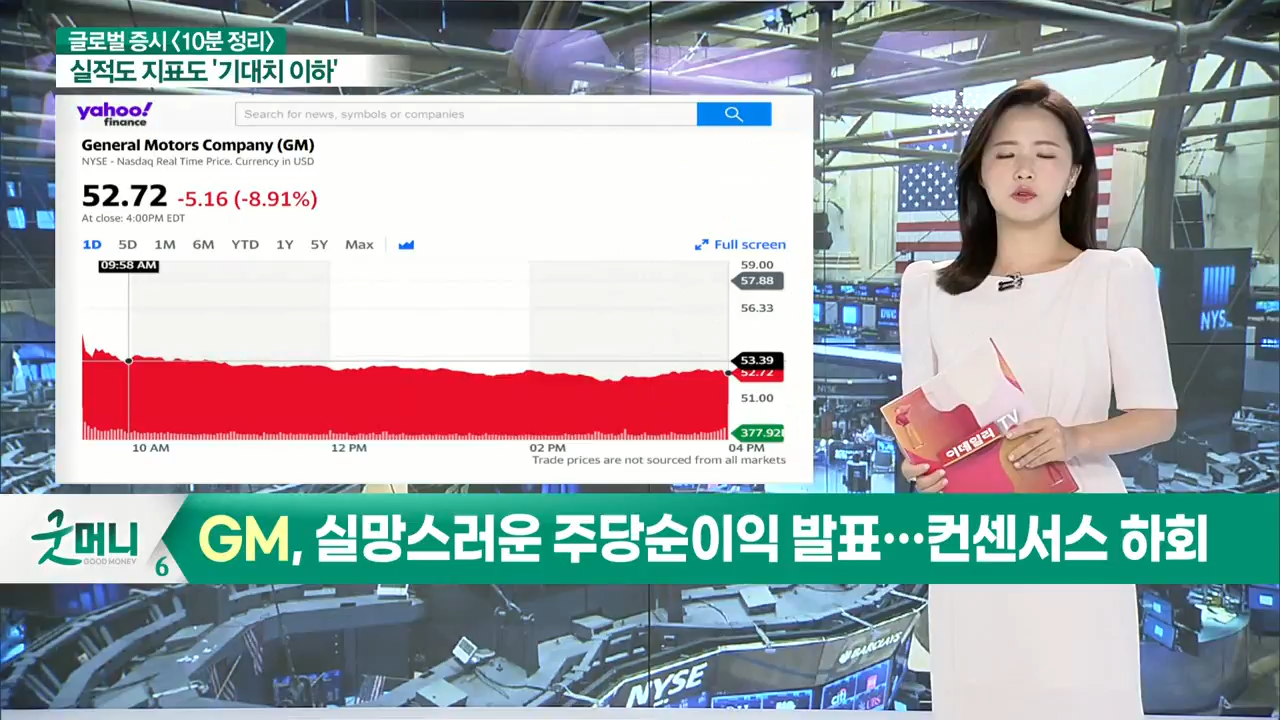 글로벌 증시 <10분 정리>
실적도 지표도 '기대치 이하'
yahoo!
finance
Search for news, symbols or companies
General Motors Company (GM)
NYSE - Nasdaq Real Time Price. Currency in USD
52.72 -5.16 (-8.91%)
At close: 4:00PM EDT
1D 5D 1M 6M YTD 1Y 5Y Max Full screen
09:58 AM
59.00
57.88
56.33
53.39
52.72
51.00
10 AM 12 PM 02 PM 04 PM
Trade prices are not sourced from all markets
이데일리 TV
NYS
굿머니
GOOD MONEY
6
GM, 실망스러운 주당순이익 발표…컨센서스 하회
NYSE
BARCLAYS
citi
UBS